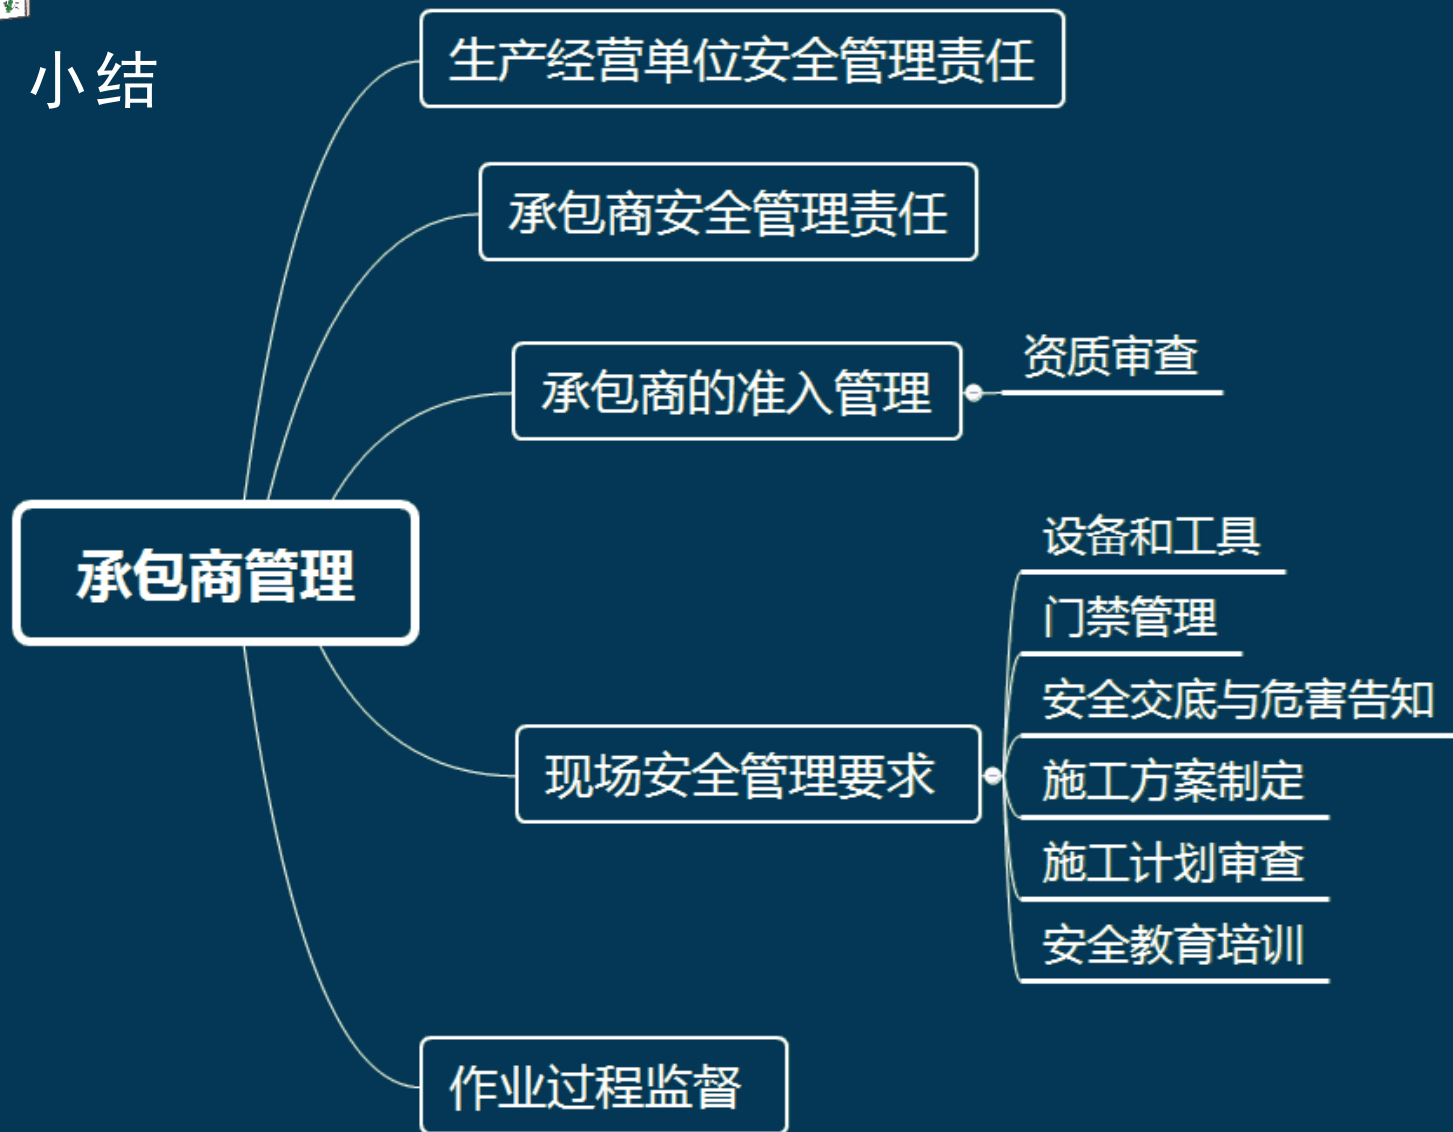 小结
生产经营单位安全管理责任
承包商安全管理责任
承包商的准入管理
资质审查
承包商管理
现场安全管理要求
设备和工具
门禁管理
安全交底与危害告知
施工方案制定
施工计划审查
安全教育培训
作业过程监督